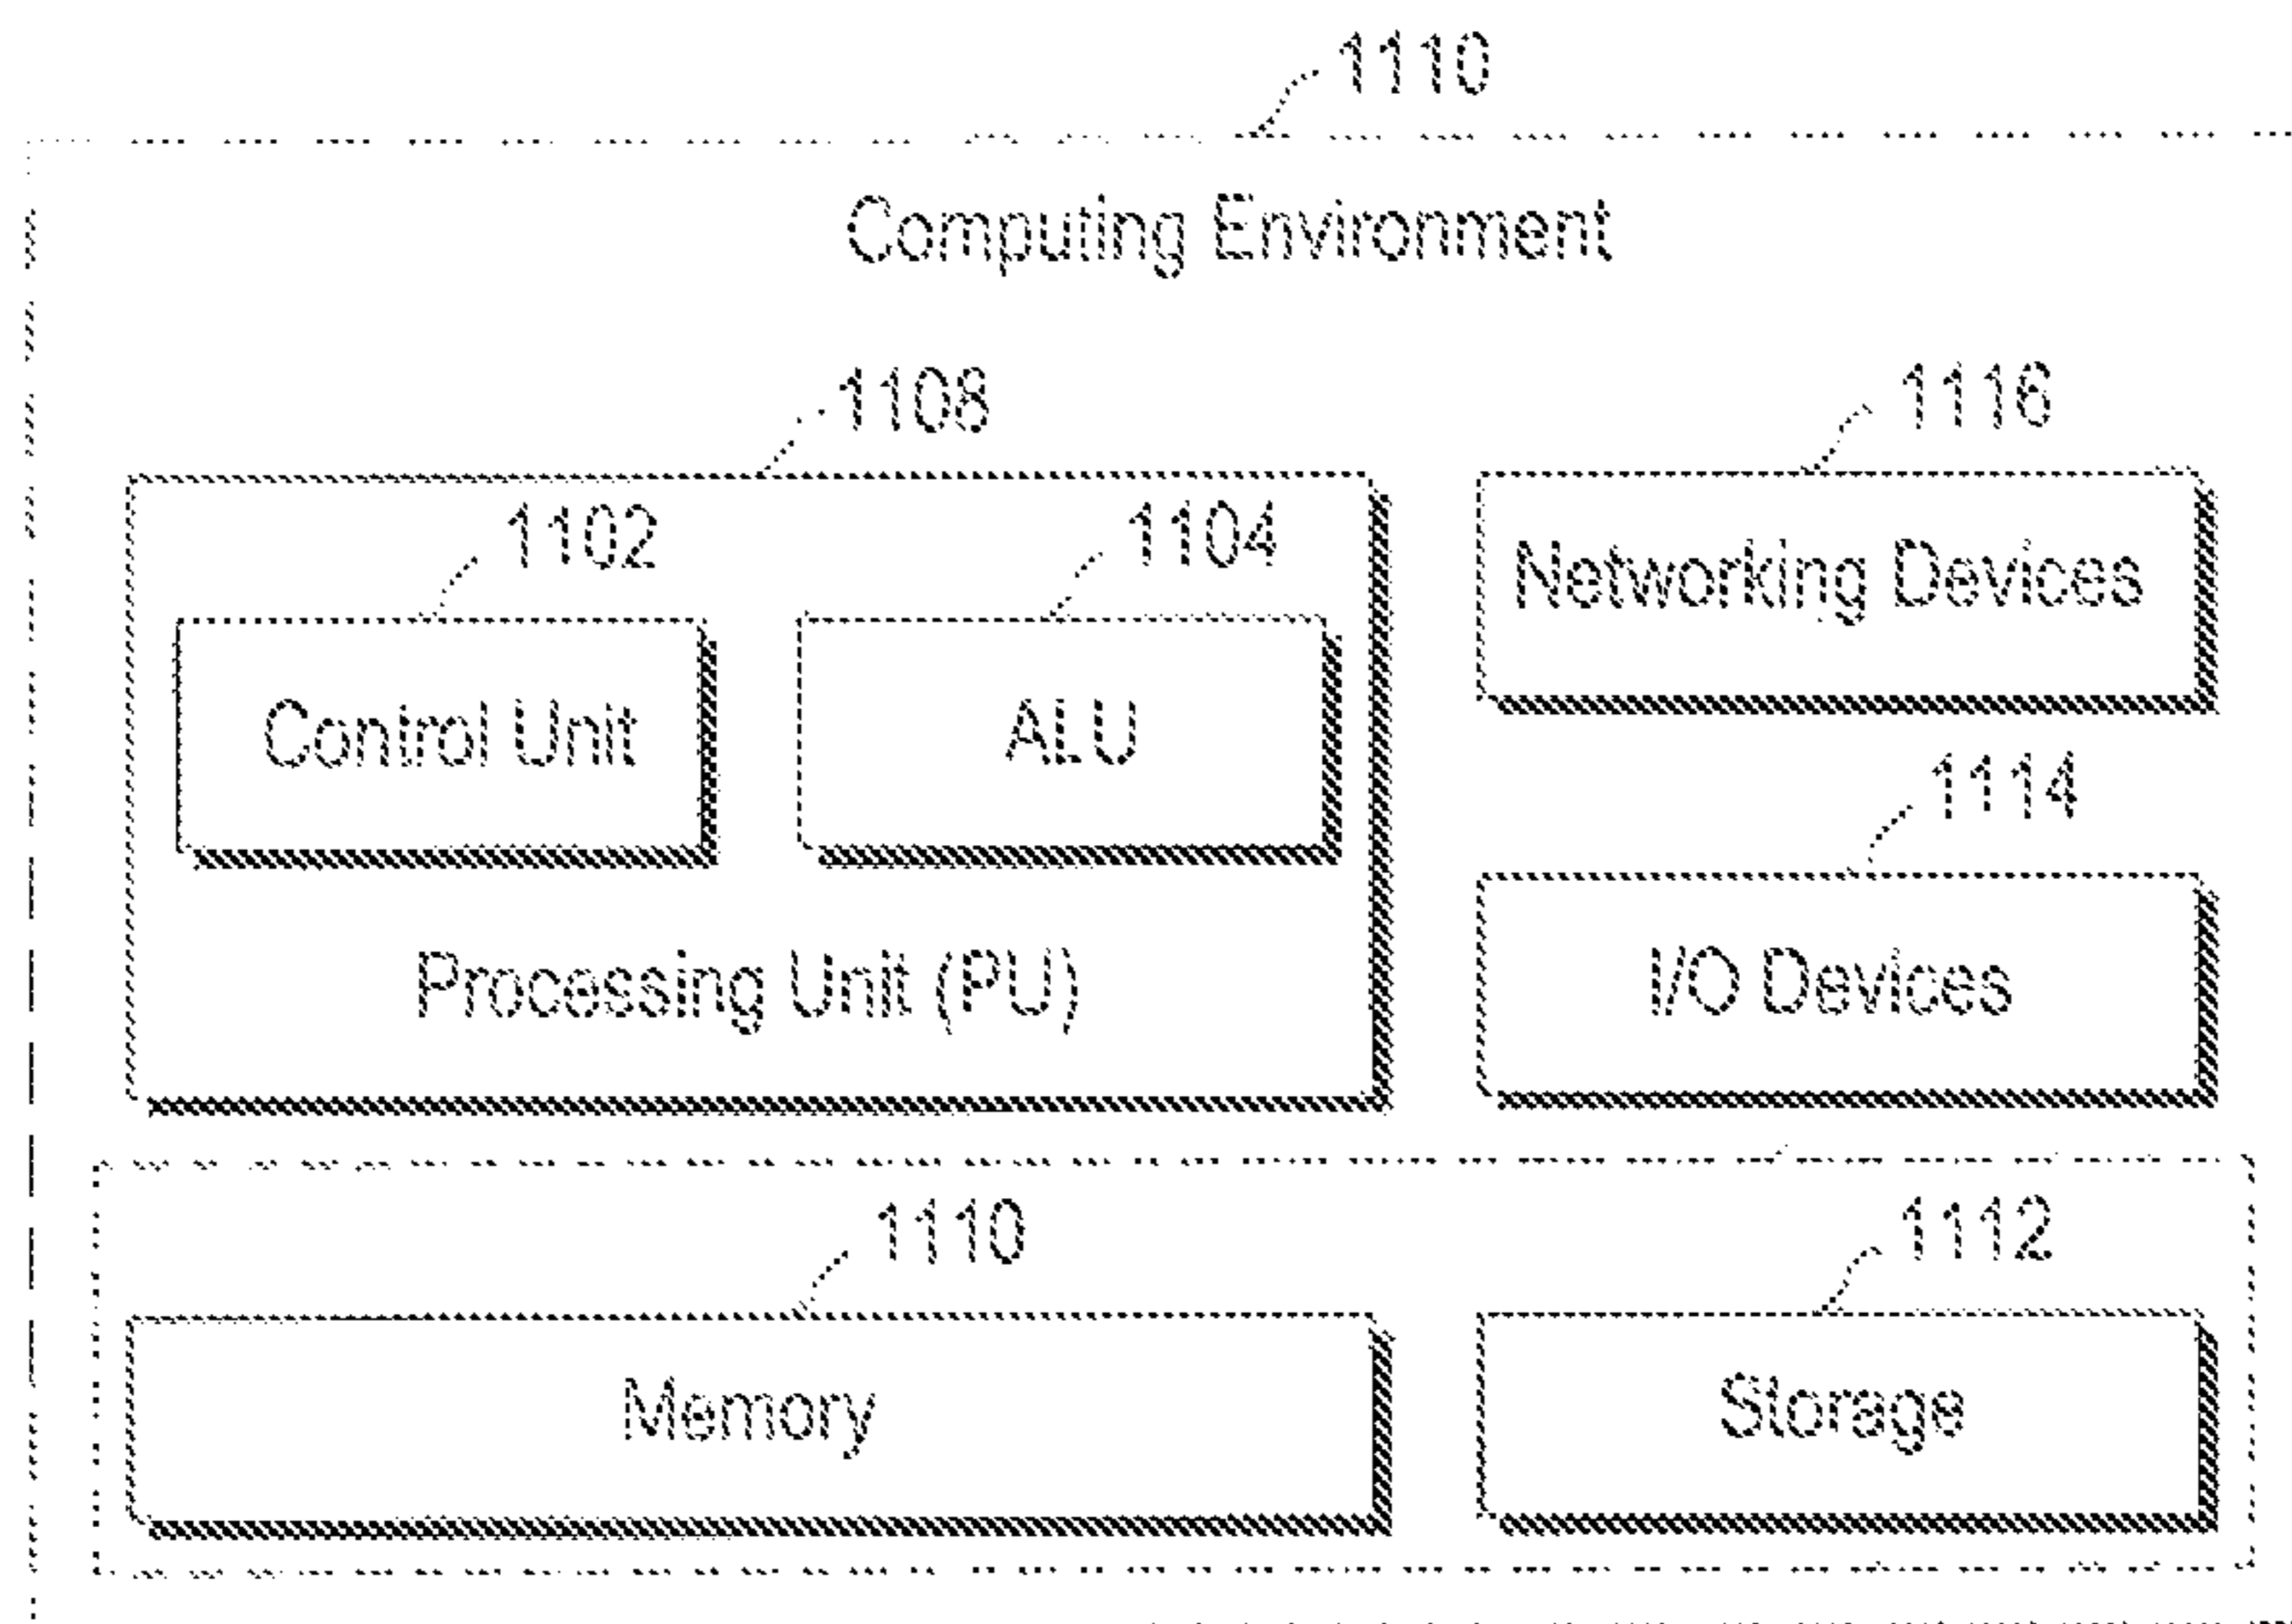 1110
Computing Environment
1108
1116
1102
1104
Networking Devices
Control Unit
ALU
1114
Processing Unit (PU)
I/O Devices
1110
1112
Memory
Storage